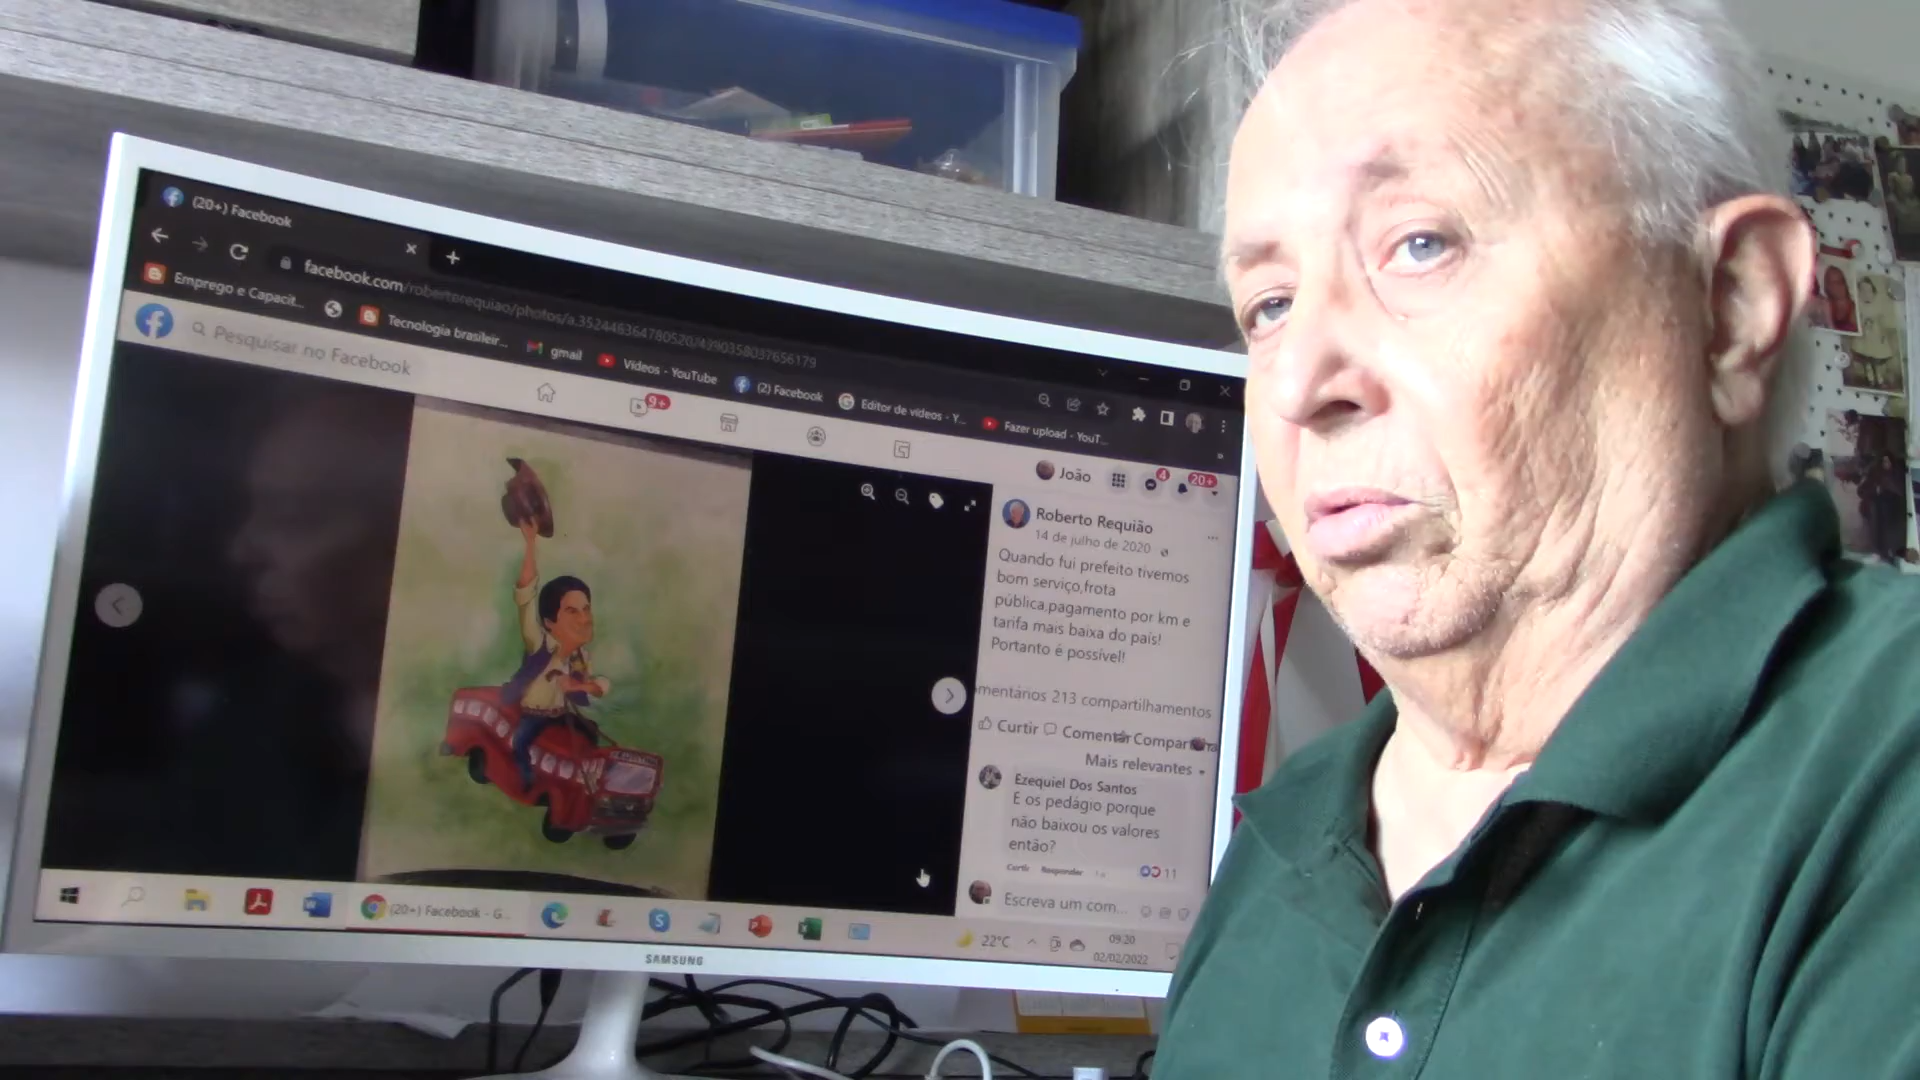 (20+) Facebook
facebook.com/robertorequiao/photos/a.352446364780520/4290358037656179
Emprego e Capacit...
Tecnologia brasileir...
gmail
Vídeos - YouTube
(2) Facebook
Editor de vídeos - Y...
Fazer upload - YouT...
Pesquisar no Facebook
9+
João
4
20+
Roberto Requião
14 de julho de 2020
Quando fui prefeito tivemos
bom serviço,frota
pública,pagamento por km e
tarifa mais baixa do país!
Portanto é possível!
mentários 213 compartilhamentos
Curtir
Comentar
Mais relevantes
Ezequiel Dos Santos
E os pedágio porque
não baixou os valores
então?
Curtir Responder
11
Escreva um com...
(20+) Facebook - G...
22°C
09:20
02/02/2022
SAMSUNG